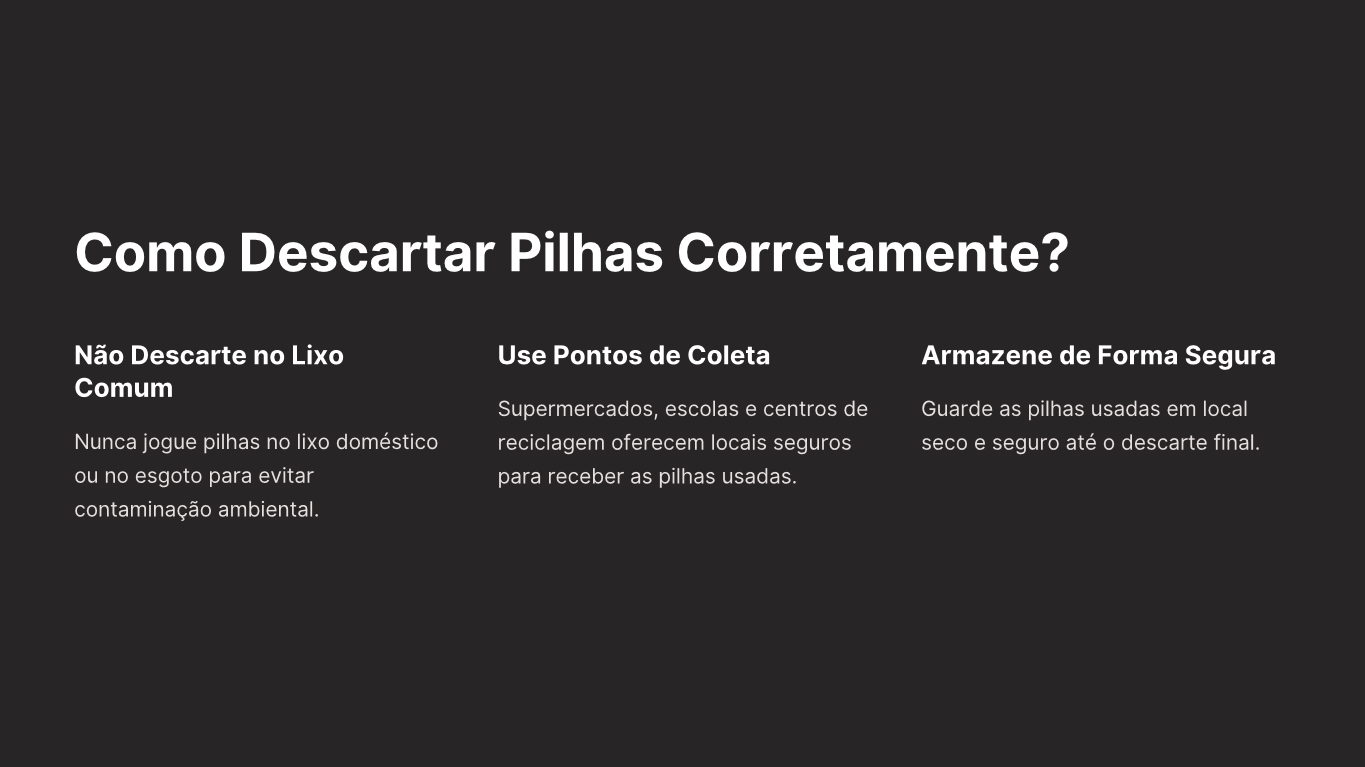 Como Descartar Pilhas Corretamente?
Não Descarte no Lixo
Comum
Nunca jogue pilhas no lixo doméstico
ou no esgoto para evitar
contaminação ambiental.
Use Pontos de Coleta
Supermercados, escolas e centros de
reciclagem oferecem locais seguros
para receber as pilhas usadas.
Armazene de Forma Segura
Guarde as pilhas usadas em local
seco e seguro até o descarte final.